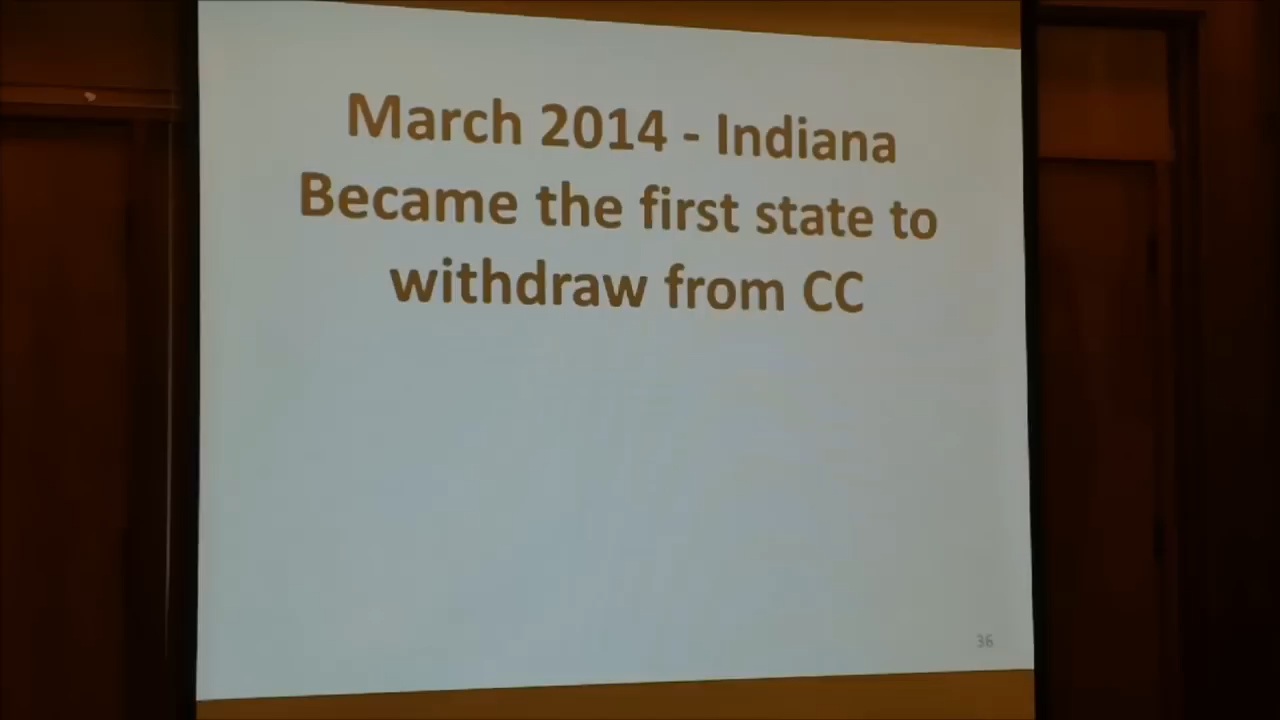 March 2014 - Indiana
Became the first state to
withdraw from CC
36